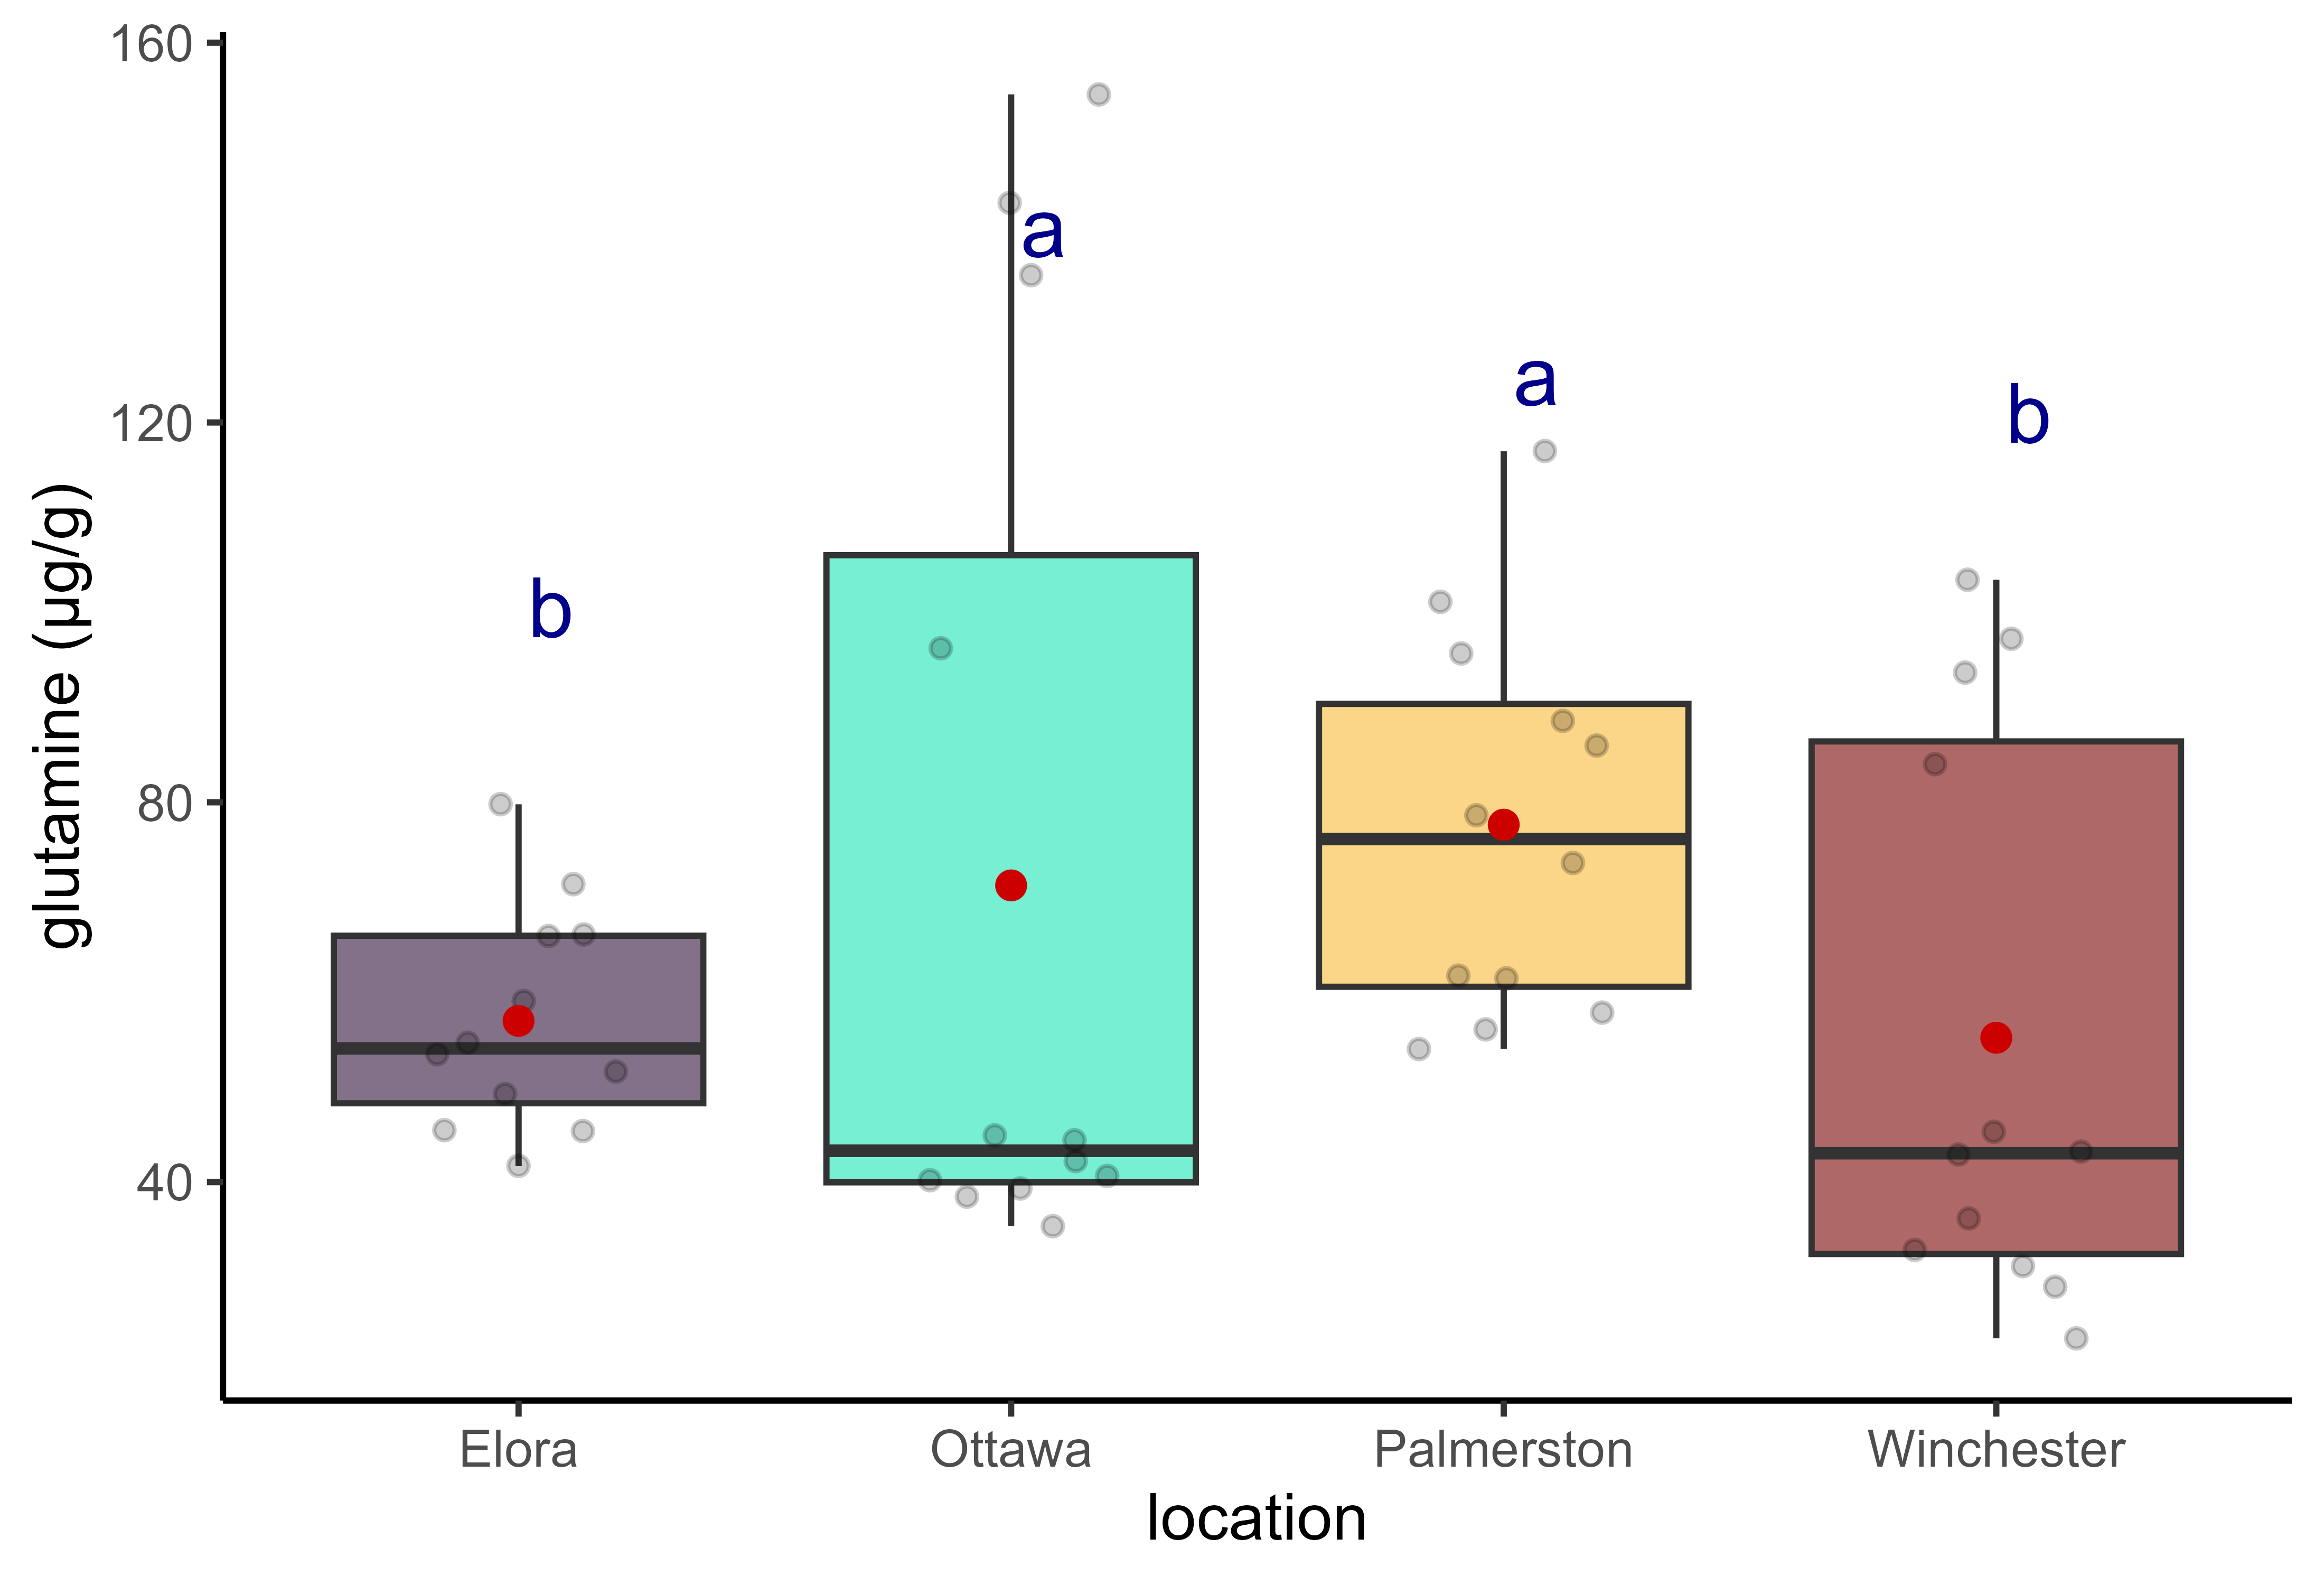 160
120
80
40
glutamine (µg/g)
b
a
a
b
Elora
Ottawa
Palmerston
Winchester
location